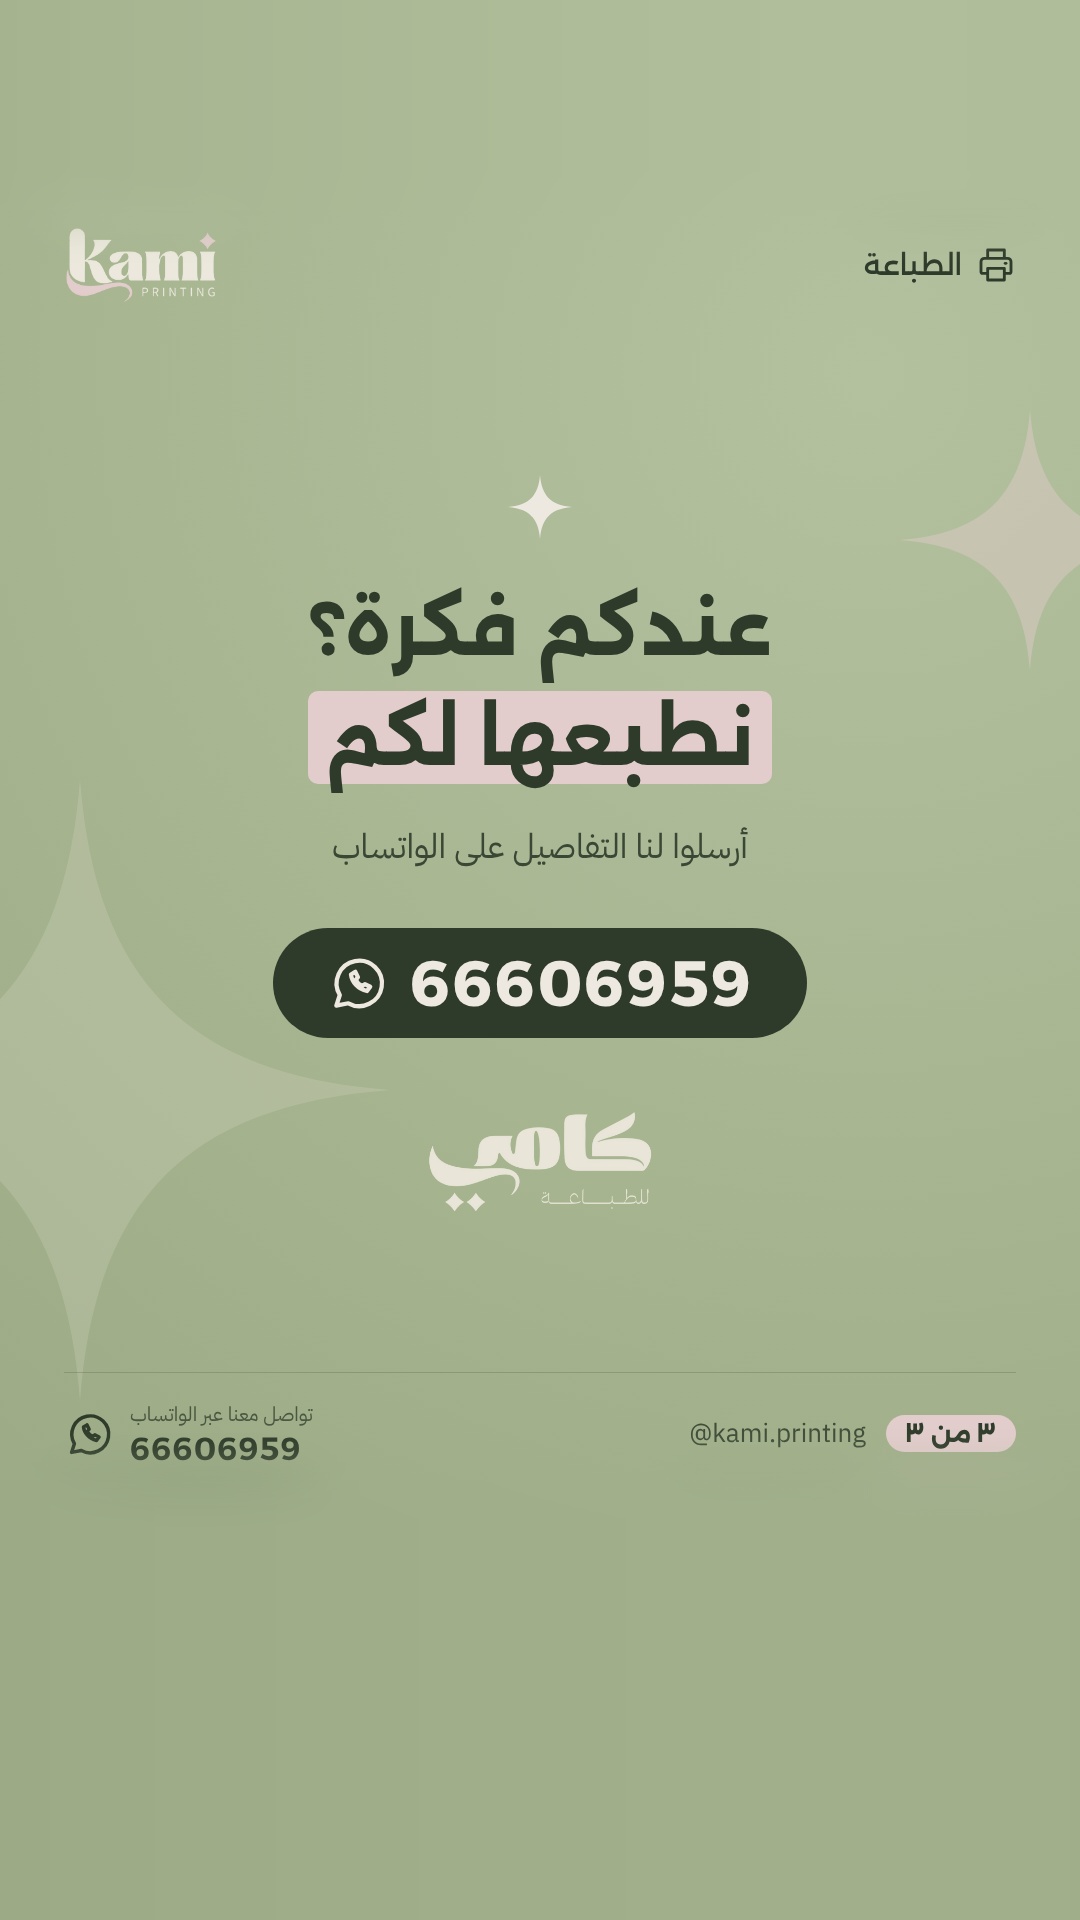 الطباعة
Kami
PRINTING
عندكم فكرة؟
نطبعها لكم
أرسلوا لنا التفاصيل على الواتساب
66606959
كامي
للطبـــاعــة
٣ من ٣
@kami.printing
تواصل معنا عبر الواتساب
66606959